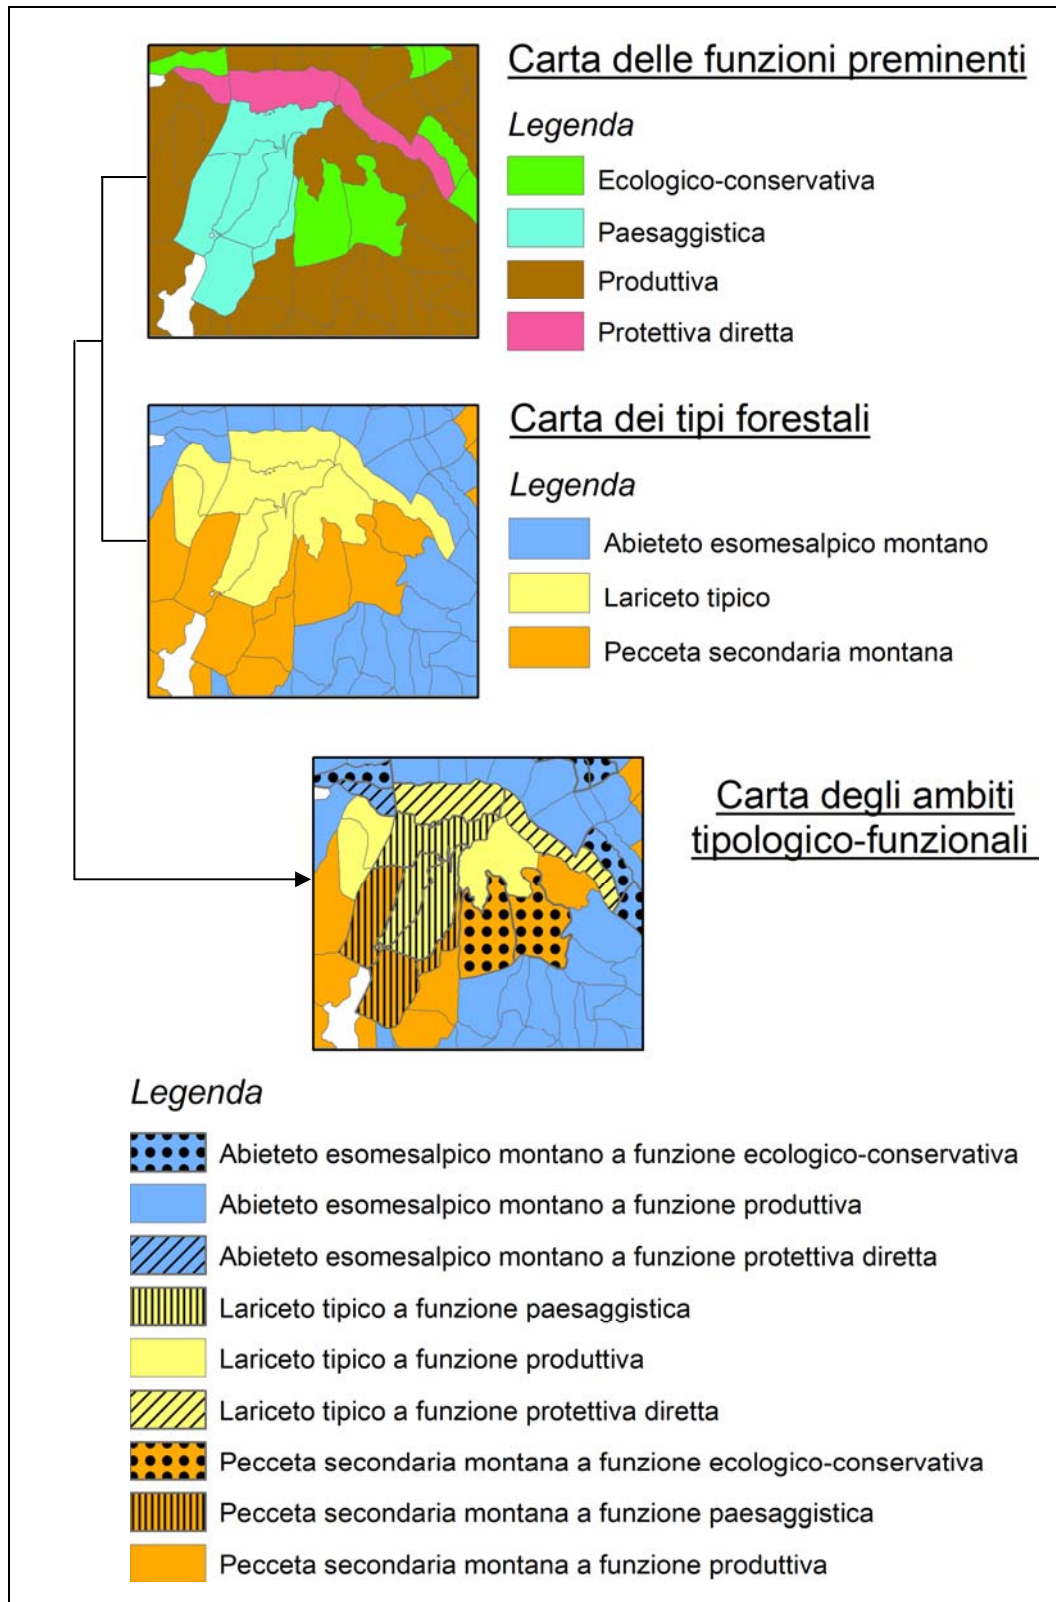 Carta delle funzioni preminenti
Legenda
Ecologico-conservativa
Paesaggistica
Produttiva
Protettiva diretta
Carta dei tipi forestali
Legenda
Abieteto esomesalpico montano
Lariceto tipico
Pecceta secondaria montana
Carta degli ambiti
tipologico-funzionali
Legenda
Abieteto esomesalpico montano a funzione ecologico-conservativa
Abieteto esomesalpico montano a funzione produttiva
Abieteto esomesalpico montano a funzione protettiva diretta
Lariceto tipico a funzione paesaggistica
Lariceto tipico a funzione produttiva
Lariceto tipico a funzione protettiva diretta
Pecceta secondaria montana a funzione ecologico-conservativa
Pecceta secondaria montana a funzione paesaggistica
Pecceta secondaria montana a funzione produttiva